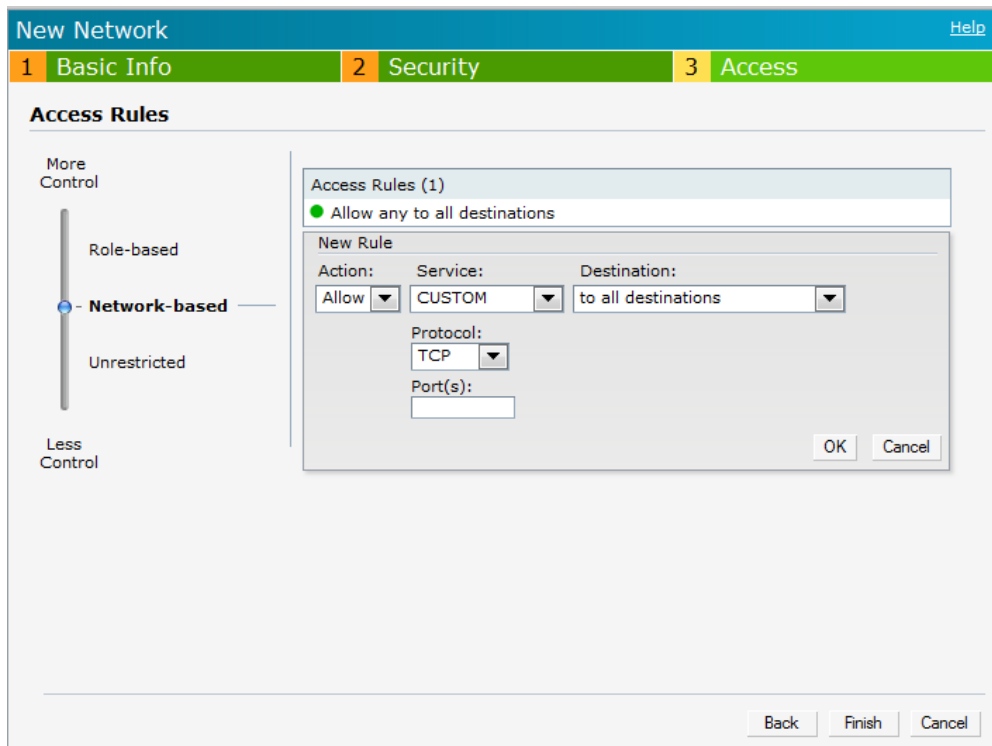 New Network Help
1 Basic Info 2 Security 3 Access
Access Rules
More
Control
Role-based
Network-based
Unrestricted
Less
Control
Access Rules (1)
Allow any to all destinations
New Rule
Action: Service: Destination:
Allow CUSTOM to all destinations
Protocol:
TCP
Port(s):
OK Cancel
Back Finish Cancel